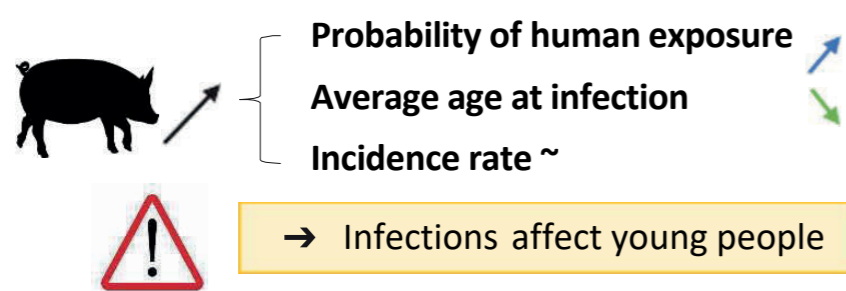 Probability of human exposure
Average age at infection
Incidence rate ~
➔ Infections affect young people